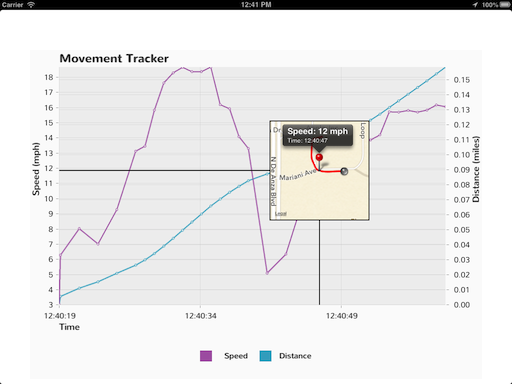 Carrier 12:41 PM 100%
Movement Tracker
Speed (mph)
18
17
16
15
14
13
12
11
10
9
8
7
6
5
4
3
Speed: 12 mph
Time: 12:40:47
Loop
N De Anza Blvd
Mariani Ave
Legal
0.15
0.14
0.13
0.12
0.11
0.10
0.09
0.08
0.07
0.06
0.05
0.04
0.03
0.02
0.01
0.00
Distance (miles)
12:40:19 12:40:34 12:40:49
Time
Speed Distance